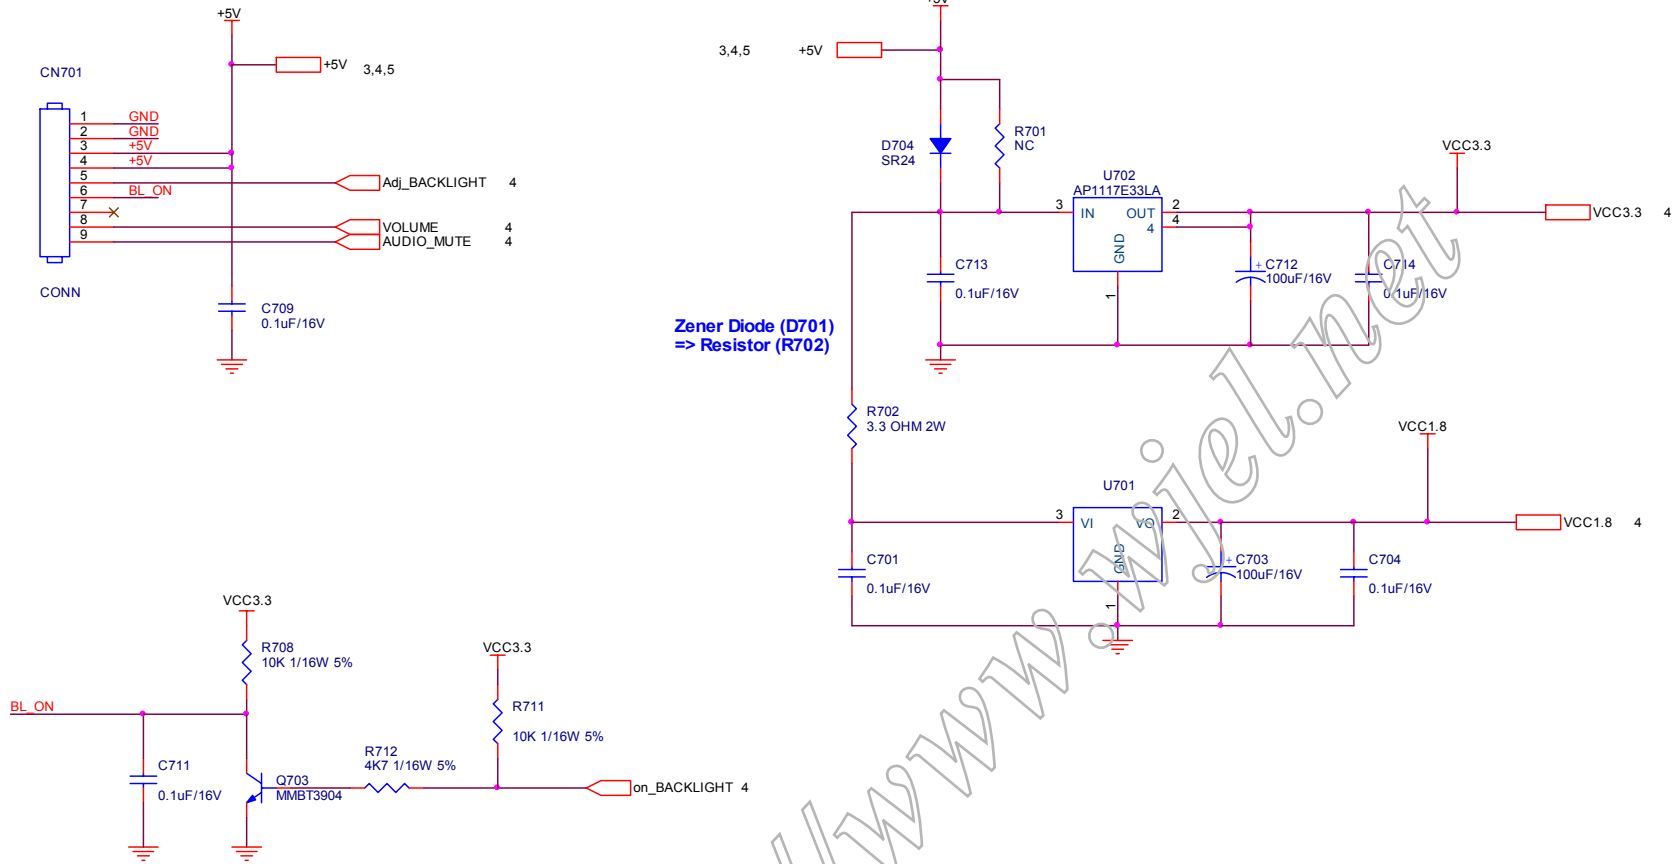 +5V
+5V 3,4,5
CN701
1 GND
2 GND
3 +5V
4 +5V
5 Adj_BACKLIGHT 4
6 BL_ON
7
8 VOLUME 4
9 AUDIO_MUTE 4
CONN
C709
0.1uF/16V
+5V
3,4,5 +5V
D704
SR24
R701
NC
U702
AP1117E33LA
3 IN OUT 2
4 4
GND
1
VCC3.3
VCC3.3 4
C713
0.1uF/16V
+ C712
100uF/16V
C714
0.1uF/16V
Zener Diode (D701)
=> Resistor (R702)
R702
3.3 OHM 2W
U701
3 VI VO 2
GND
1
VCC1.8
VCC1.8 4
C701
0.1uF/16V
+ C703
100uF/16V
C704
0.1uF/16V
VCC3.3
R708
10K 1/16W 5%
BL_ON
C711
0.1uF/16V
Q703
MMBT3904
R712
4K7 1/16W 5%
VCC3.3
R711
10K 1/16W 5%
on_BACKLIGHT 4
//www.wjel.net